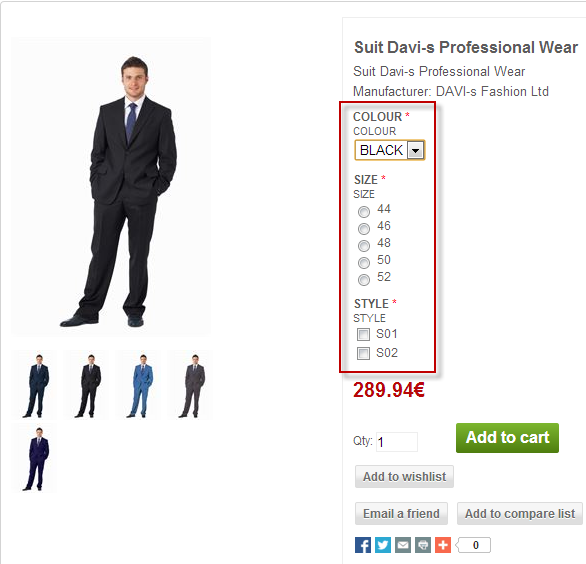 Suit Davi-s Professional Wear
Suit Davi-s Professional Wear
Manufacturer: DAVI-s Fashion Ltd
COLOUR *
COLOUR
BLACK
SIZE *
SIZE
44
46
48
50
52
STYLE *
STYLE
S01
S02
289.94€
Qty: 1
Add to cart
Add to wishlist
Email a friend
Add to compare list
0